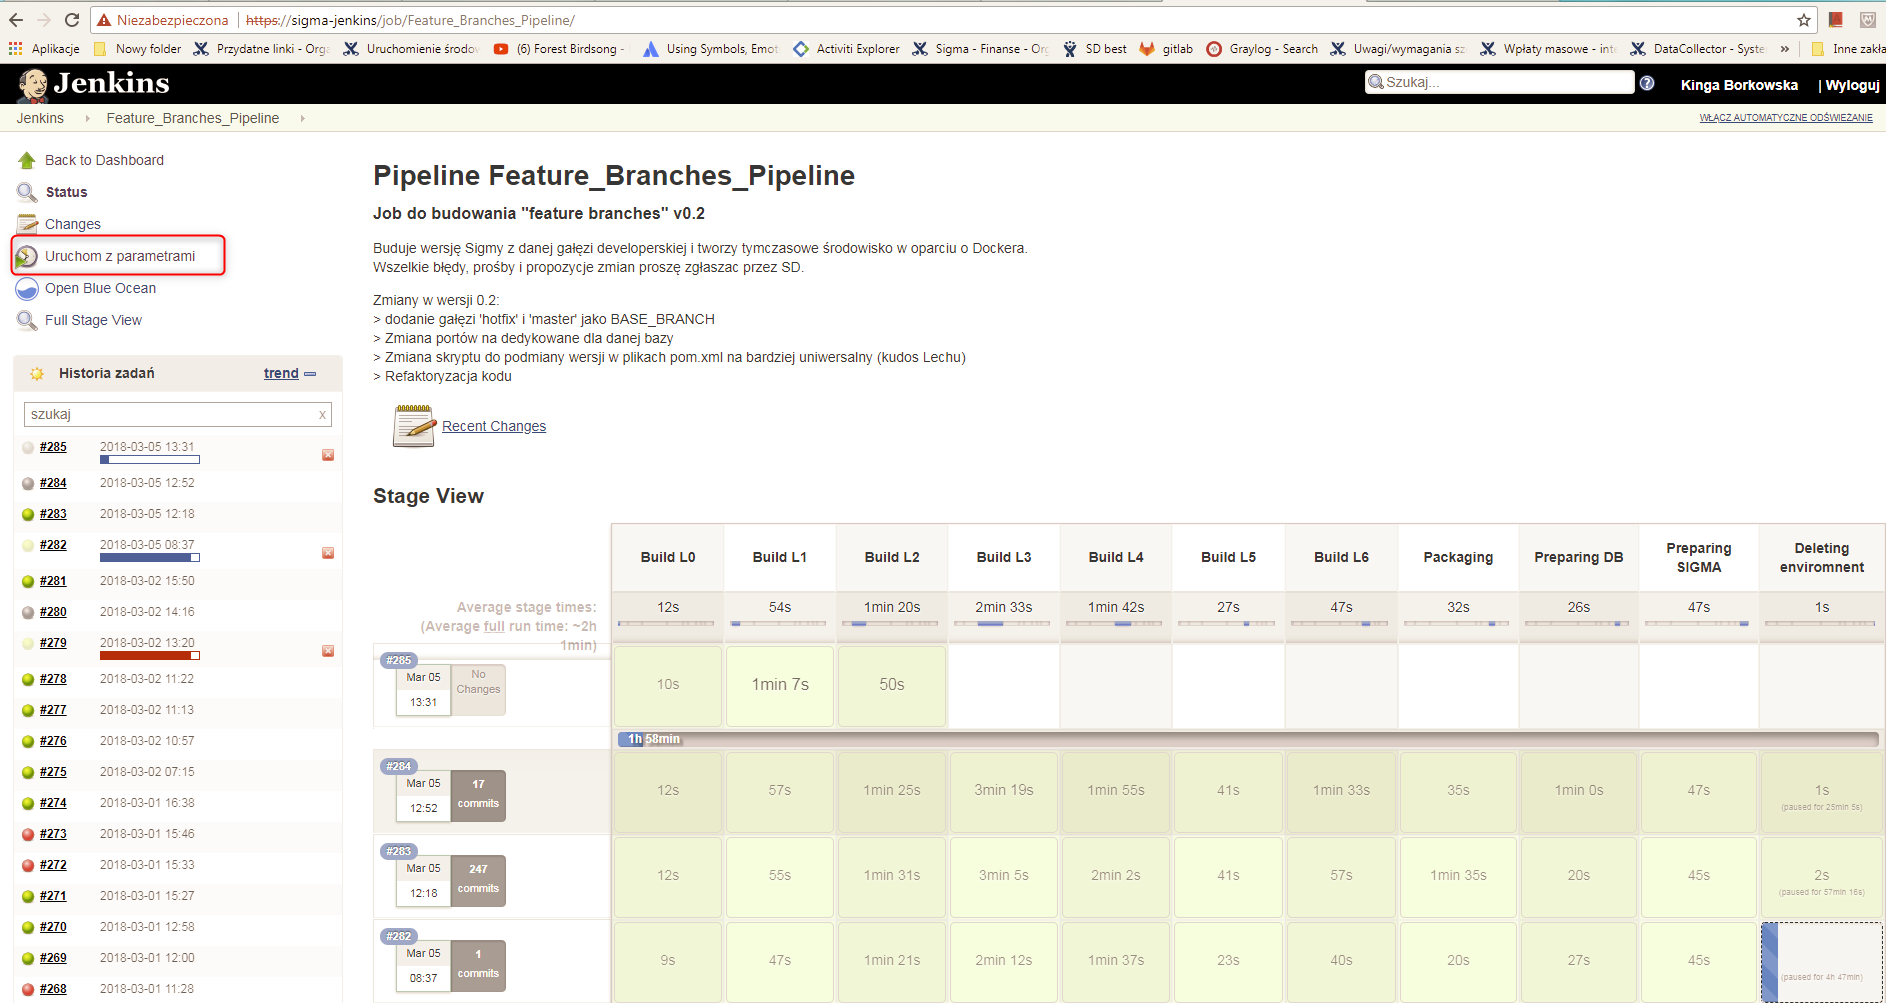 Niezabezpieczona https://sigma-jenkins/job/Feature_Branches_Pipeline/
Aplikacje Nowy folder Przydatne linki - Orga Uruchomienie środow (6) Forest Birdsong - Using Symbols, Emot Activiti Explorer Sigma - Finanse - Org SD best gitlab Graylog - Search Uwagi/wymagania sz Wpłaty masowe - inte DataCollector - Syste » Inne zakła
Jenkins Szukaj... Kinga Borkowska | Wyloguj
Jenkins Feature_Branches_Pipeline WŁĄCZ AUTOMATYCZNE ODŚWIEŻANIE
Back to Dashboard
Status
Changes
Uruchom z parametrami
Open Blue Ocean
Full Stage View
Historia zadań trend
szukaj x
#285 2018-03-05 13:31
#284 2018-03-05 12:52
#283 2018-03-05 12:18
#282 2018-03-05 08:37
#281 2018-03-02 15:50
#280 2018-03-02 14:16
#279 2018-03-02 13:20
#278 2018-03-02 11:22
#277 2018-03-02 11:13
#276 2018-03-02 10:57
#275 2018-03-02 07:15
#274 2018-03-01 16:38
#273 2018-03-01 15:46
#272 2018-03-01 15:33
#271 2018-03-01 15:27
#270 2018-03-01 12:58
#269 2018-03-01 12:00
#268 2018-03-01 11:28
Pipeline Feature_Branches_Pipeline
Job do budowania "feature branches" v0.2
Buduje wersję Sigmy z danej gałęzi developerskiej i tworzy tymczasowe środowisko w oparciu o Dockera.
Wszelkie błędy, prośby i propozycje zmian proszę zgłaszac przez SD.
Zmiany w wersji 0.2:
> dodanie gałęzi 'hotfix' i 'master' jako BASE_BRANCH
> Zmiana portów na dedykowane dla danej bazy
> Zmiana skryptu do podmiany wersji w plikach pom.xml na bardziej uniwersalny (kudos Lechu)
> Refaktoryzacja kodu
Recent Changes
Stage View
Build L0 Build L1 Build L2 Build L3 Build L4 Build L5 Build L6 Packaging Preparing DB Preparing SIGMA Deleting enviromnent
Average stage times: 12s 54s 1min 20s 2min 33s 1min 42s 27s 47s 32s 26s 47s 1s
(Average full run time: ~2h
1min)
#285
Mar 05 13:31 No Changes 10s 1min 7s 50s
1h 58min
#284
Mar 05 12:52 17 commits 12s 57s 1min 25s 3min 19s 1min 55s 41s 1min 33s 35s 1min 0s 47s 1s
(paused for 25min 5s)
#283
Mar 05 12:18 247 commits 12s 55s 1min 31s 3min 5s 2min 2s 41s 57s 1min 35s 20s 45s 2s
(paused for 57min 16s)
#282
Mar 05 08:37 1 commits 9s 47s 1min 21s 2min 12s 1min 37s 23s 40s 20s 27s 45s
(paused for 4h 47min)